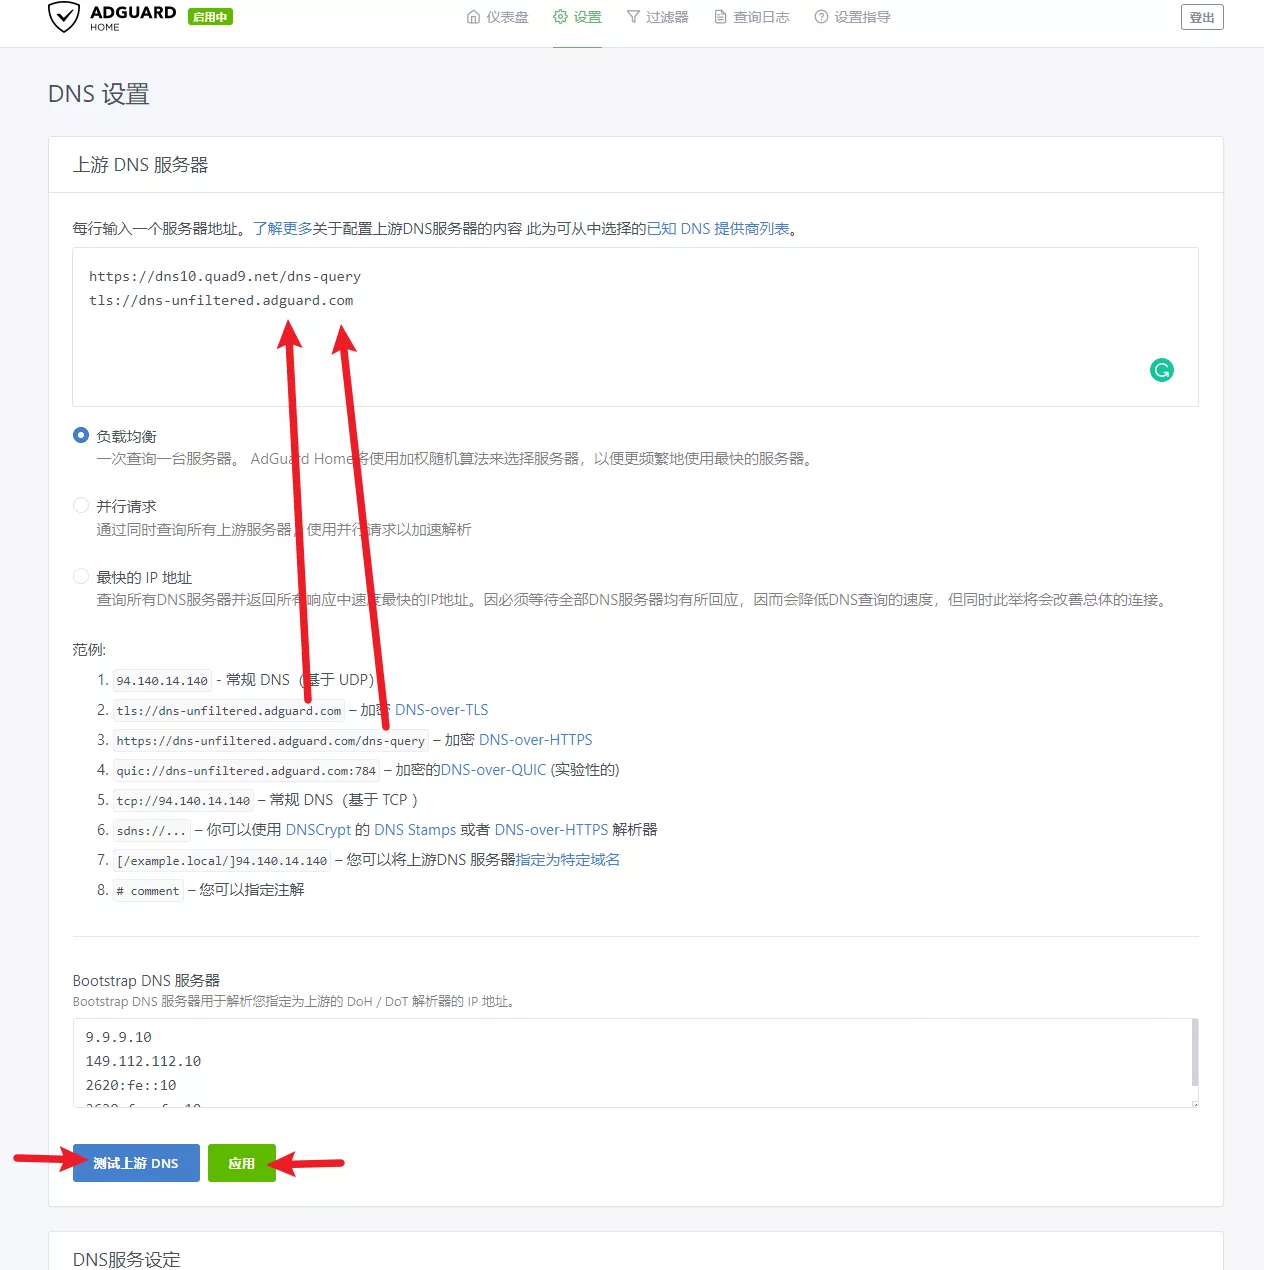 ADGUARD
HOME
启用中
仪表盘
设置
过滤器
查询日志
设置指导
登出
DNS 设置
上游 DNS 服务器
每行输入一个服务器地址。了解更多关于配置上游DNS服务器的内容 此为可从中选择的已知 DNS 提供商列表。
https://dns10.quad9.net/dns-query
tls://dns-unfiltered.adguard.com
负载均衡
一次查询一台服务器。 AdGuard Home将使用加权随机算法来选择服务器，以便更频繁地使用最快的服务器。
并行请求
通过同时查询所有上游服务器，使用并行请求以加速解析
最快的 IP 地址
查询所有DNS服务器并返回所有响应中速度最快的IP地址。因必须等待全部DNS服务器均有所回应，因而会降低DNS查询的速度，但同时此举将会改善总体的连接。
范例:
1. 94.140.14.140 - 常规 DNS（基于 UDP）
2. tls://dns-unfiltered.adguard.com – 加密 DNS-over-TLS
3. https://dns-unfiltered.adguard.com/dns-query – 加密 DNS-over-HTTPS
4. quic://dns-unfiltered.adguard.com:784 – 加密的DNS-over-QUIC (实验性的)
5. tcp://94.140.14.140 – 常规 DNS（基于 TCP ）
6. sdns://... – 你可以使用 DNSCrypt 的 DNS Stamps 或者 DNS-over-HTTPS 解析器
7. [/example.local/]94.140.14.140 – 您可以将上游DNS 服务器指定为特定域名
8. # comment – 您可以指定注解
Bootstrap DNS 服务器
Bootstrap DNS 服务器用于解析您指定为上游的 DoH / DoT 解析器的 IP 地址。
9.9.9.10
149.112.112.10
2620:fe::10
测试上游 DNS
应用
DNS服务设定